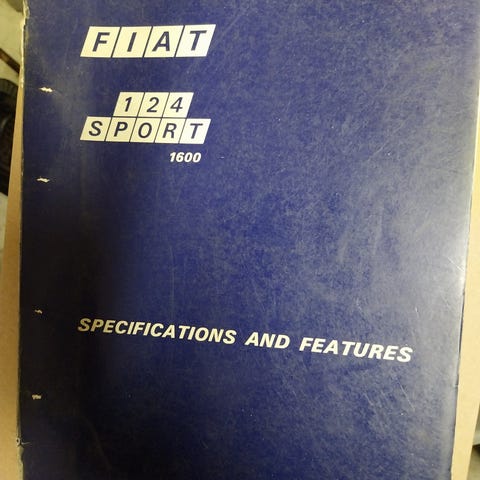 FIAT
124
SPORT
1600
SPECIFICATIONS AND FEATURES